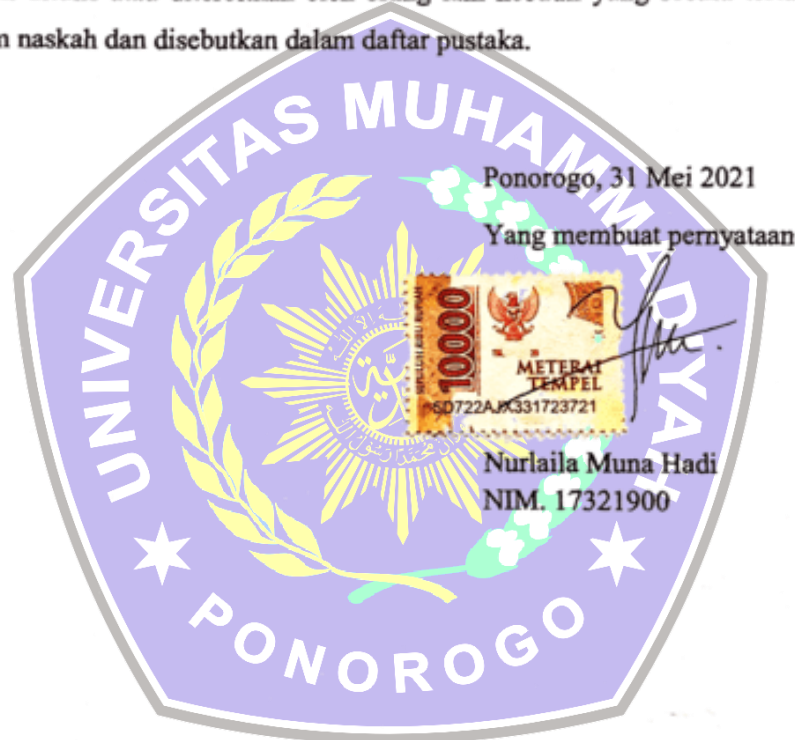 m naskah dan disebutkan dalam daftar pustaka.
Ponorogo, 31 Mei 2021
Yang membuat pernyataan
10000
METERAI
TEMPEL
6D722AJX331723721
Nurlaila Muna Hadi
NIM. 17321900
UNIVERSITAS MUHAMMADIYAH
PONOROGO